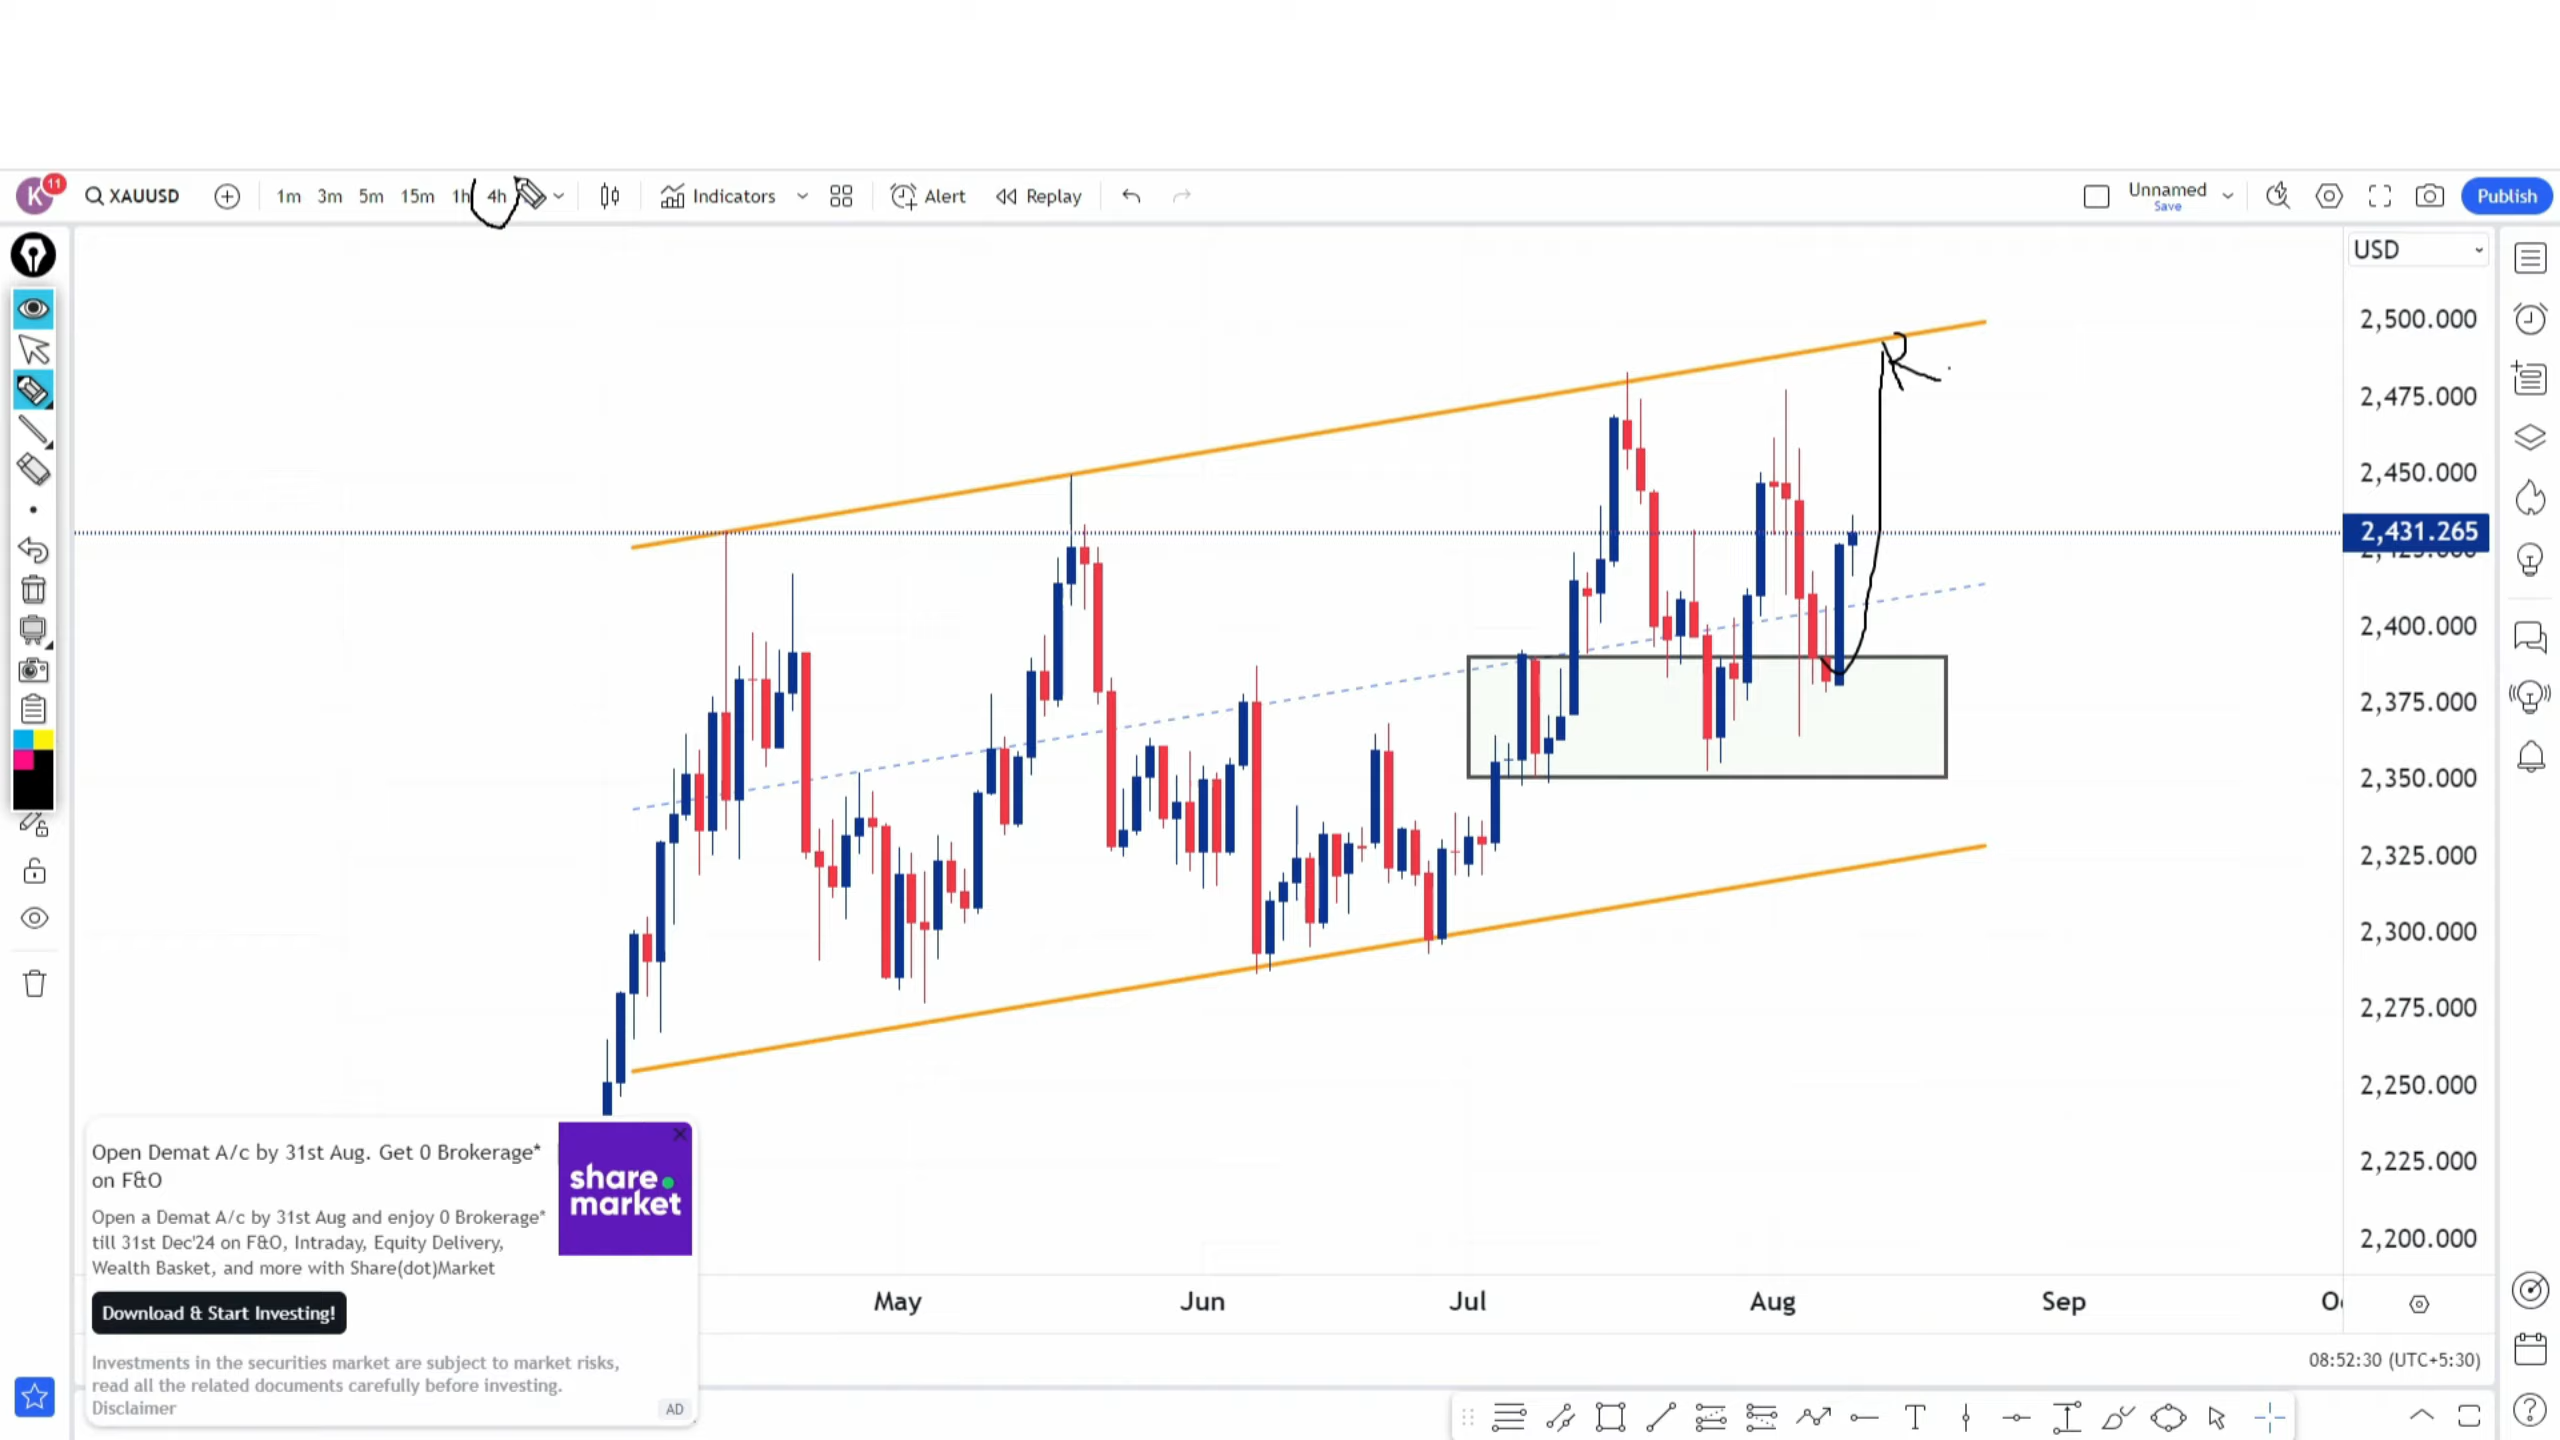 K 11 XAUUSD 1m 3m 5m 15m 1h 4h Indicators Alert Replay Unnamed Save Publish
USD
2,500.000
2,475.000
2,450.000
2,431.265
2,400.000
2,375.000
2,350.000
2,325.000
2,300.000
2,275.000
2,250.000
2,225.000
2,200.000
Open Demat A/c by 31st Aug. Get 0 Brokerage*
on F&O
Open a Demat A/c by 31st Aug and enjoy 0 Brokerage*
till 31st Dec'24 on F&O, Intraday, Equity Delivery,
Wealth Basket, and more with Share(dot)Market
share.
market
Download & Start Investing!
Investments in the securities market are subject to market risks,
read all the related documents carefully before investing.
Disclaimer
AD
May Jun Jul Aug Sep
08:52:30 (UTC+5:30)